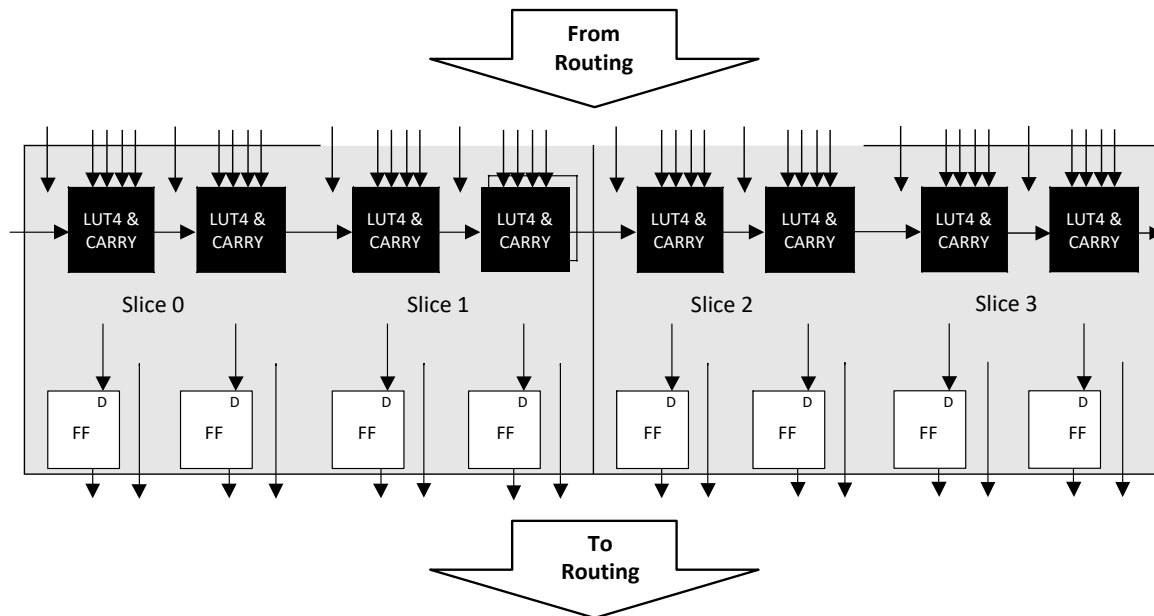 From
Routing
LUT4 &
CARRY
LUT4 &
CARRY
LUT4 &
CARRY
LUT4 &
CARRY
LUT4 &
CARRY
LUT4 &
CARRY
LUT4 &
CARRY
LUT4 &
CARRY
Slice 0
Slice 1
Slice 2
Slice 3
D
FF
D
FF
D
FF
D
FF
D
FF
D
FF
D
FF
D
FF
To
Routing